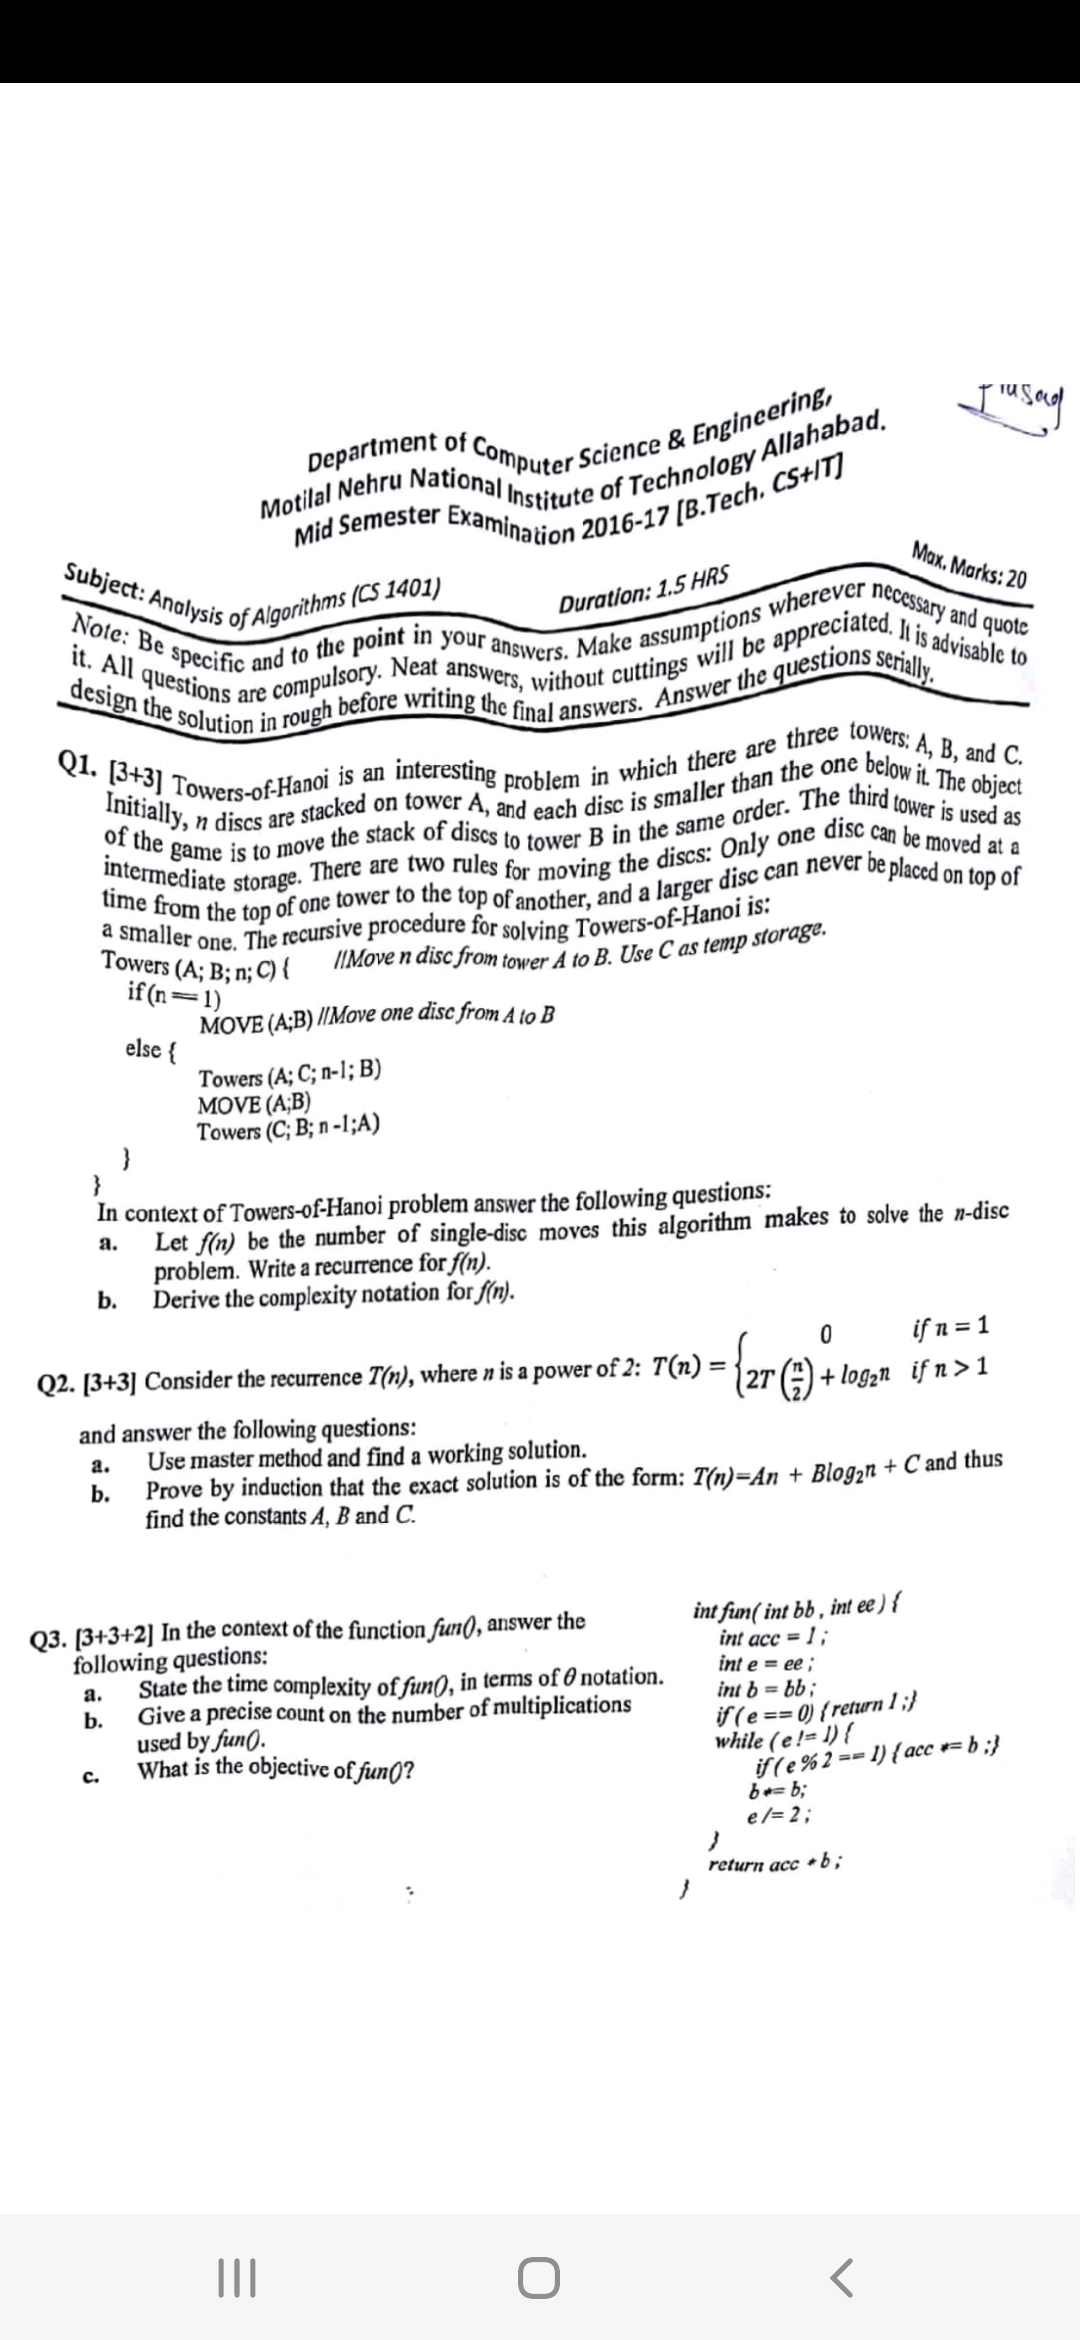 Department of Computer Science & Engineering,
Motilal Nehru National Institute of Technology Allahabad.
Mid Semester Examination 2016-17 [B.Tech. CS+IT]
Subject: Analysis of Algorithms (CS 1401)
Duration: 1.5 HRS
Max. Marks: 20
Note: Be specific and to the point in your answers. Make assumptions wherever necessary and quote
it. All questions are compulsory. Neat answers, without cuttings will be appreciated. It is advisable to
design the solution in rough before writing the final answers. Answer the questions serially.
Q1. [3+3] Towers-of-Hanoi is an interesting problem in which there are three towers: A, B, and C.
Initially, n discs are stacked on tower A, and each disc is smaller than the one below it. The object
of the game is to move the stack of discs to tower B in the same order. The third tower is used as
intermediate storage. There are two rules for moving the discs: Only one disc can be moved at a
time from the top of one tower to the top of another, and a larger disc can never be placed on top of
a smaller one. The recursive procedure for solving Towers-of-Hanoi is:
Towers (A; B; n; C) { //Move n disc from tower A to B. Use C as temp storage.
if (n == 1)
MOVE (A;B) //Move one disc from A to B
else {
Towers (A; C; n-1; B)
MOVE (A;B)
Towers (C; B; n -1;A)
}
}
In context of Towers-of-Hanoi problem answer the following questions:
a. Let f(n) be the number of single-disc moves this algorithm makes to solve the n-disc
problem. Write a recurrence for f(n).
b. Derive the complexity notation for f(n).
Q2. [3+3] Consider the recurrence T(n), where n is a power of 2: T(n) = { 0 if n = 1
2T (n/2) + log₂n if n > 1
and answer the following questions:
a. Use master method and find a working solution.
b. Prove by induction that the exact solution is of the form: T(n)=An + Blog₂n + C and thus
find the constants A, B and C.
Q3. [3+3+2] In the context of the function fun(), answer the
following questions:
a. State the time complexity of fun(), in terms of θ notation.
b. Give a precise count on the number of multiplications
used by fun().
c. What is the objective of fun()?
int fun( int bb , int ee ) {
int acc = 1 ;
int e = ee ;
int b = bb ;
if ( e == 0) { return 1 ;}
while ( e != 1) {
if ( e % 2 == 1) { acc *= b ;}
b *= b;
e /= 2 ;
}
return acc * b ;
}